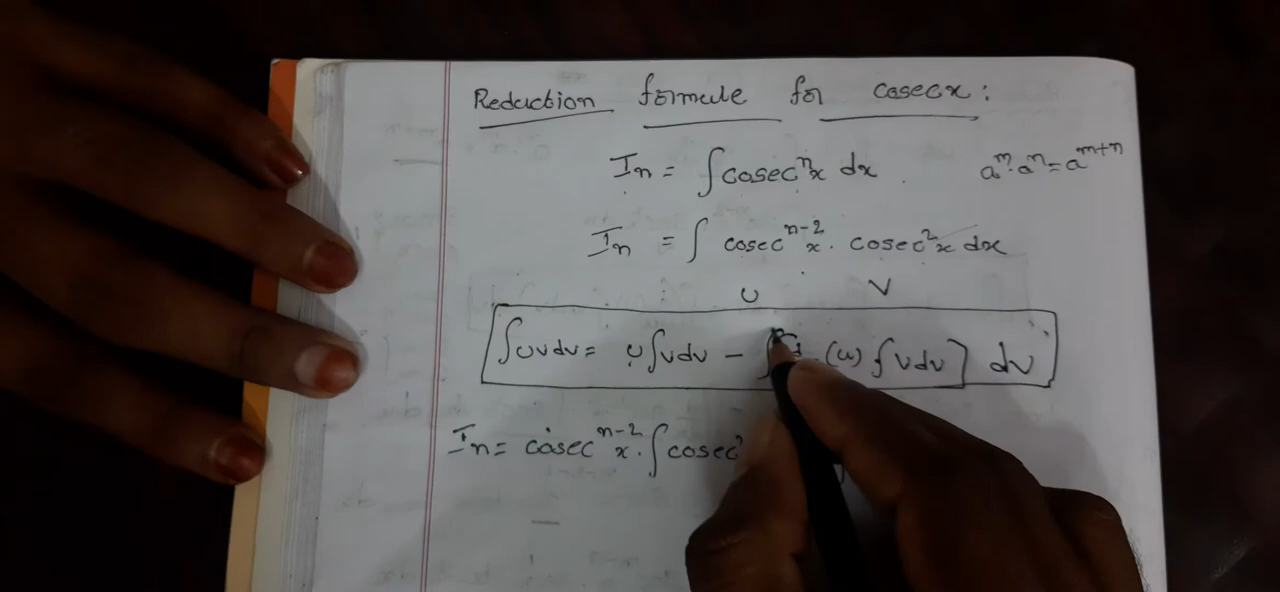 Reduction formule for cosecx:
In = ∫cosecⁿx dx . aᵐ·aⁿ=aᵐ⁺ⁿ
In = ∫ cosecⁿ⁻²x. cosec²x dx
U V
∫UVdv= U∫Vdv - ∫ (u) ∫Vdv] dv
In= cosecⁿ⁻²x. ∫cosec²